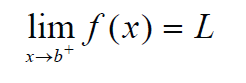 lim f(x) = L
x→b⁺